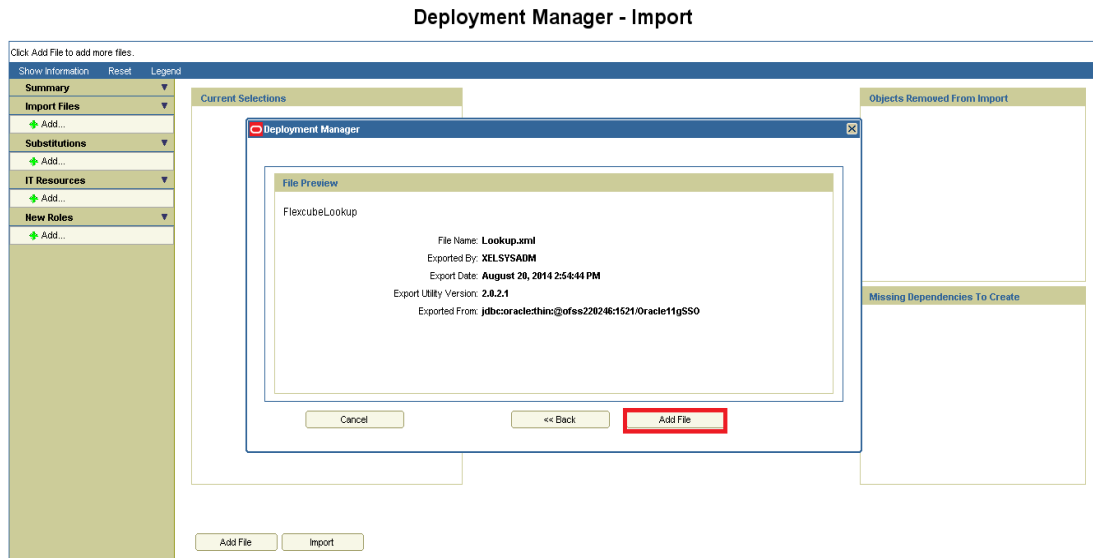 Deployment Manager - Import
Click Add File to add more files.
Show Information Reset Legend
Summary
Import Files
Add...
Substitutions
Add...
IT Resources
Add...
New Roles
Add...
Current Selections
Objects Removed From Import
Missing Dependencies To Create
Deployment Manager
File Preview
FlexcubeLookup
File Name: Lookup.xml
Exported By: XELSYSADM
Export Date: August 20, 2014 2:54:44 PM
Export Utility Version: 2.0.2.1
Exported From: jdbc:oracle:thin:@ofss220246:1521/Oracle11gSSO
Cancel << Back Add File
Add File Import